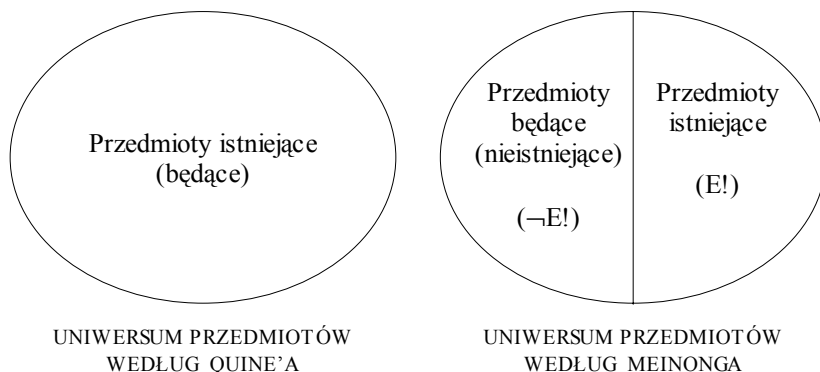 Przedmioty istniejące
(będące)
UNIWERSUM PRZEDMIOTÓW
WEDŁUG QUINE'A
Przedmioty
będące
(nieistniejące)
(¬E!)
Przedmioty
istniejące
(E!)
UNIWERSUM PRZEDMIOTÓW
WEDŁUG MEINONGA